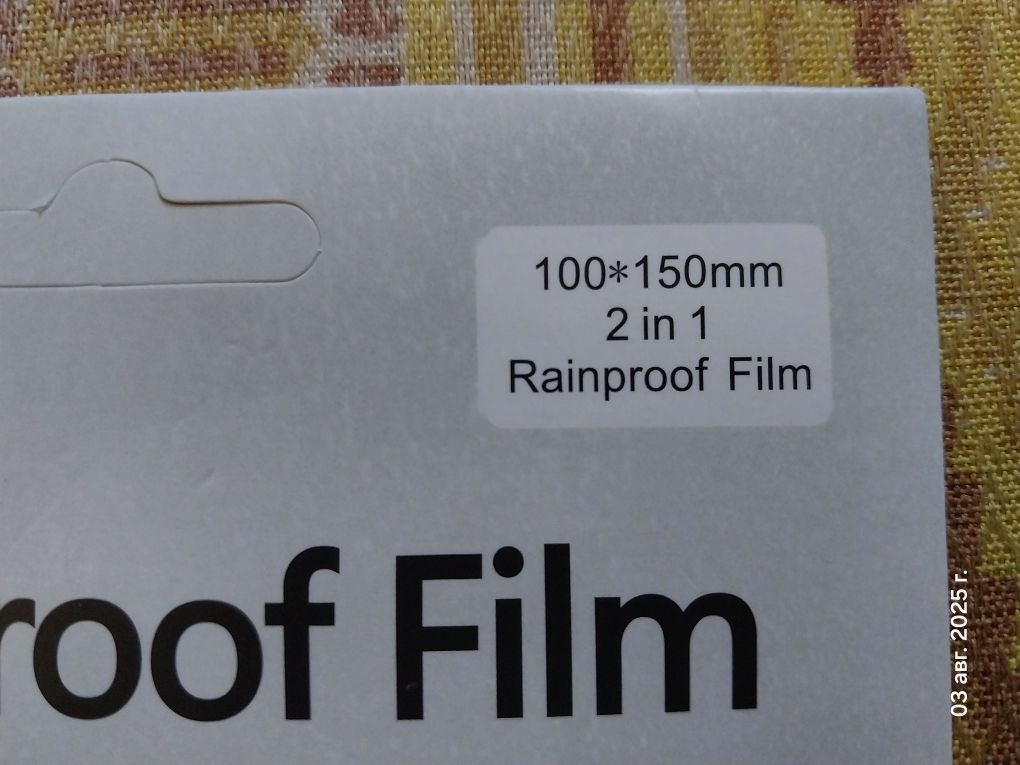 100*150mm
2 in 1
Rainproof Film
roof Film
03 авг. 2025 г.